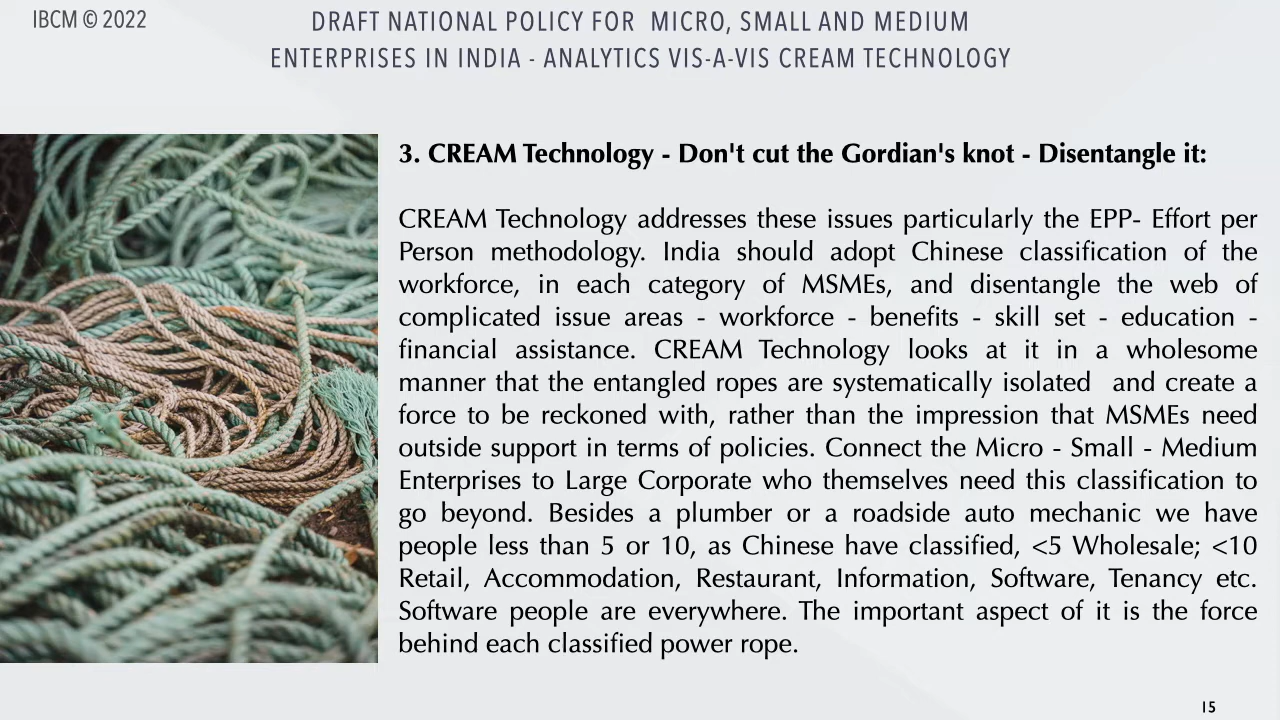 IBCM © 2022
DRAFT NATIONAL POLICY FOR MICRO, SMALL AND MEDIUM
ENTERPRISES IN INDIA - ANALYTICS VIS-A-VIS CREAM TECHNOLOGY
3. CREAM Technology - Don't cut the Gordian's knot - Disentangle it:
CREAM Technology addresses these issues particularly the EPP- Effort per
Person methodology. India should adopt Chinese classification of the
workforce, in each category of MSMEs, and disentangle the web of
complicated issue areas - workforce - benefits - skill set - education -
financial assistance. CREAM Technology looks at it in a wholesome
manner that the entangled ropes are systematically isolated and create a
force to be reckoned with, rather than the impression that MSMEs need
outside support in terms of policies. Connect the Micro - Small - Medium
Enterprises to Large Corporate who themselves need this classification to
go beyond. Besides a plumber or a roadside auto mechanic we have
people less than 5 or 10, as Chinese have classified, <5 Wholesale; <10
Retail, Accommodation, Restaurant, Information, Software, Tenancy etc.
Software people are everywhere. The important aspect of it is the force
behind each classified power rope.
15